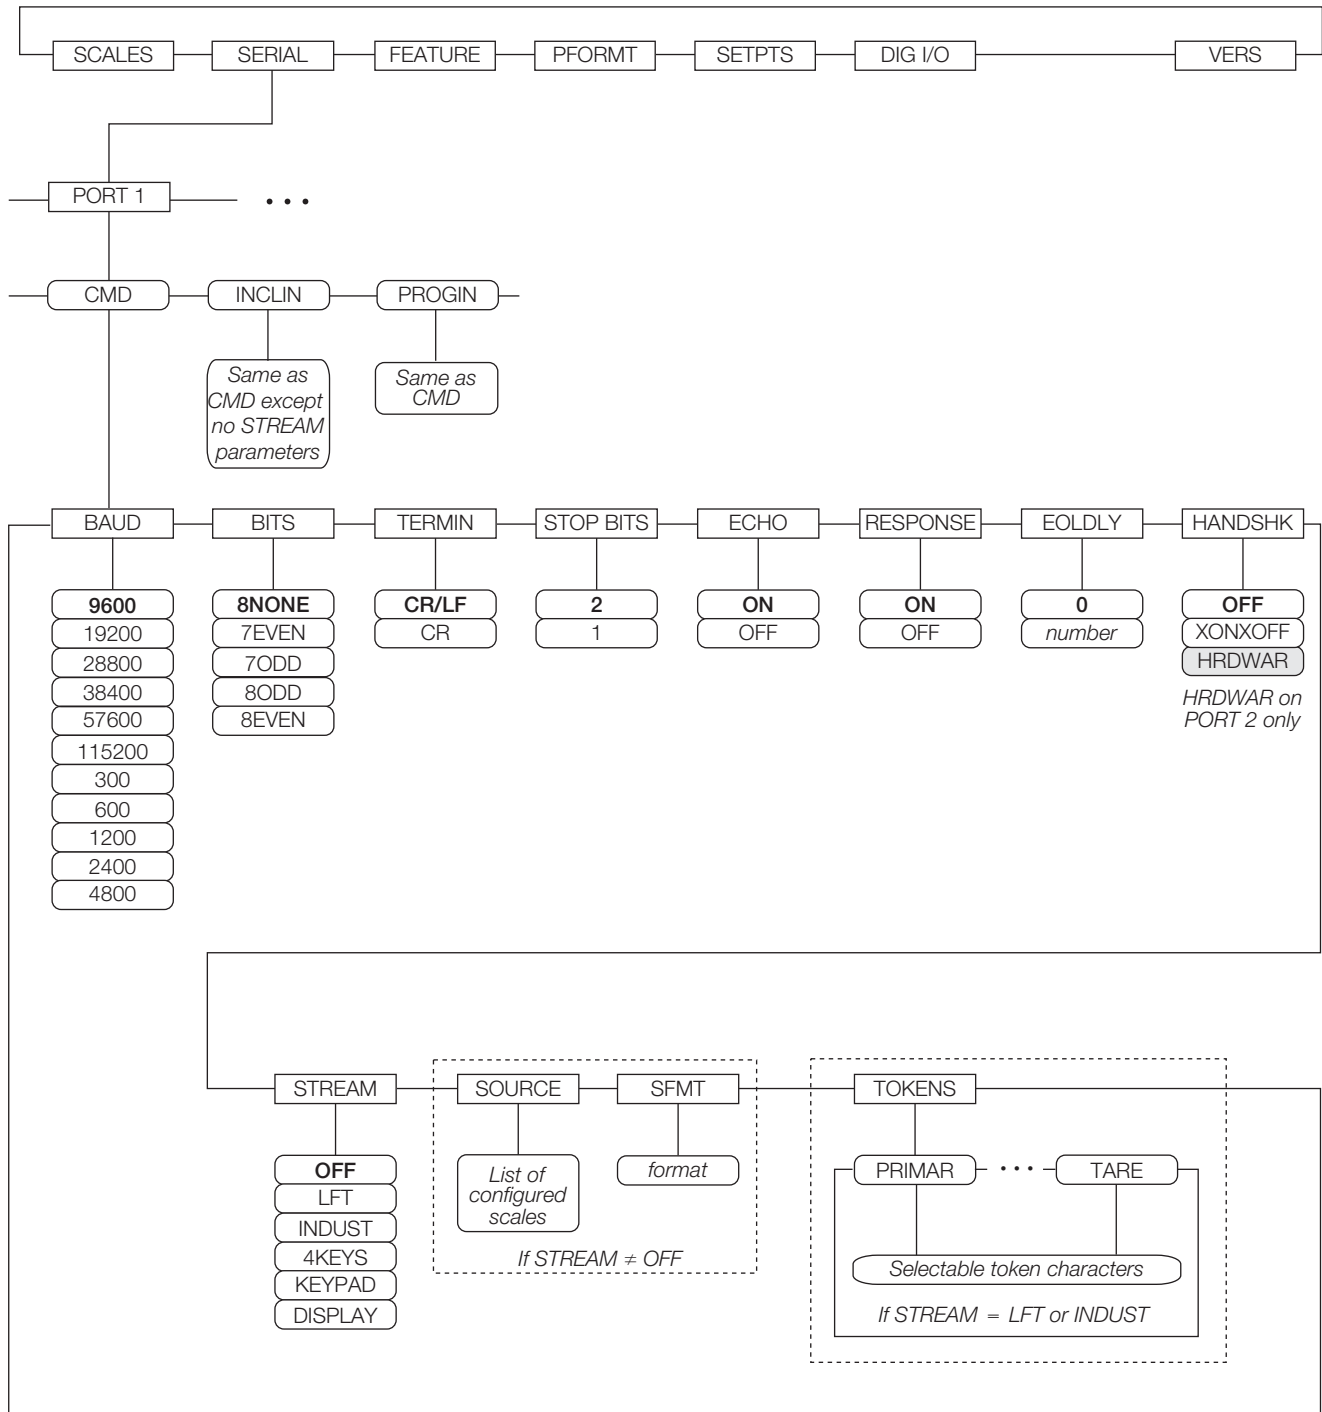 SCALES
SERIAL
FEATURE
PFORMT
SETPTS
DIG I/O
VERS
PORT 1
• • •
CMD
INCLIN
PROGIN
Same as
CMD except
no STREAM
parameters
Same as
CMD
BAUD
BITS
TERMIN
STOP BITS
ECHO
RESPONSE
EOLDLY
HANDSHK
9600
19200
28800
38400
57600
115200
300
600
1200
2400
4800
8NONE
7EVEN
7ODD
8ODD
8EVEN
CR/LF
CR
2
1
ON
OFF
ON
OFF
0
number
OFF
XONXOFF
HRDWAR
HRDWAR on
PORT 2 only
STREAM
SOURCE
SFMT
TOKENS
OFF
LFT
INDUST
4KEYS
KEYPAD
DISPLAY
List of
configured
scales
format
If STREAM ≠ OFF
PRIMAR
• • •
TARE
Selectable token characters
If STREAM = LFT or INDUST